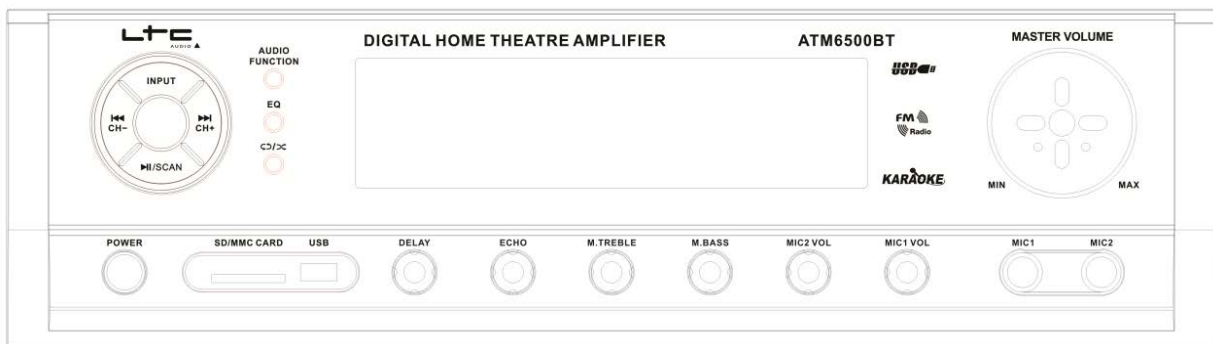 LTC
AUDIO
DIGITAL HOME THEATRE AMPLIFIER
ATM6500BT
MASTER VOLUME
AUDIO
FUNCTION
INPUT
USB
EQ
CH-
CH+
FM
Radio
/SCAN
KARAOKE
MIN
MAX
POWER
SD/MMC CARD
USB
DELAY
ECHO
M.TREBLE
M.BASS
MIC2 VOL
MIC1 VOL
MIC1
MIC2